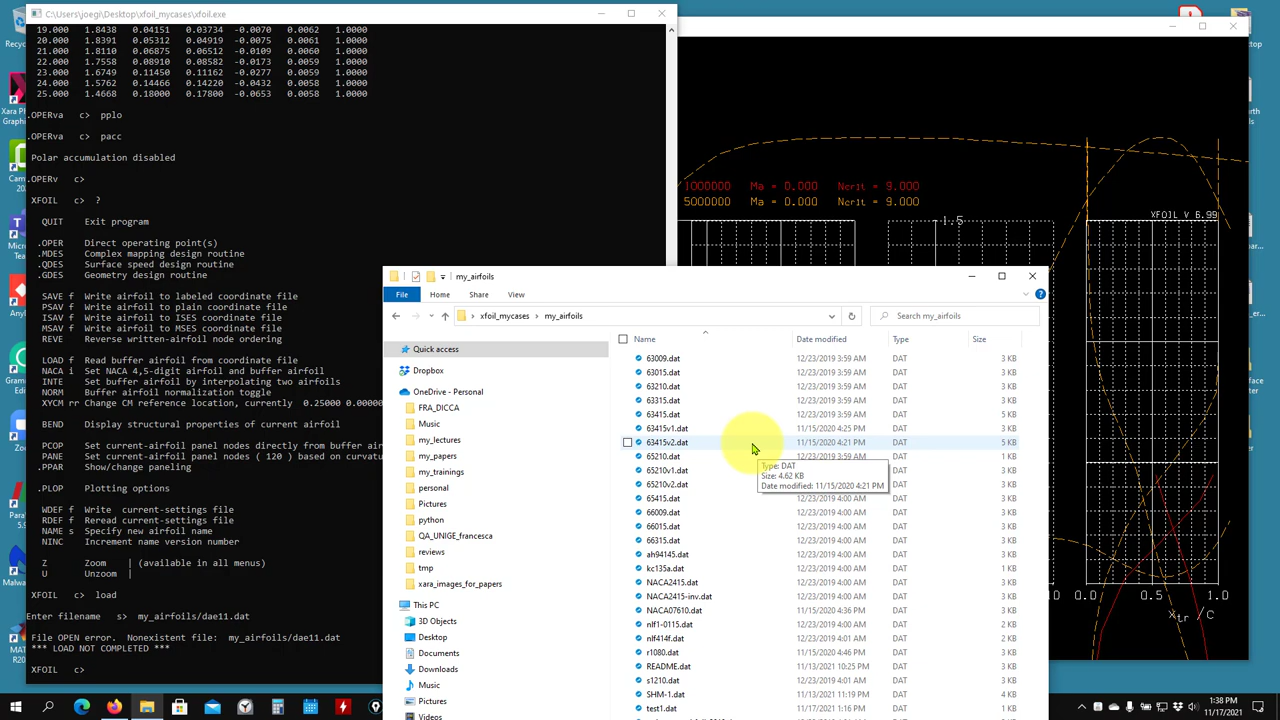 C:\Users\joegi\Desktop\xfoil_mycases\xfoil.exe
19.000 1.8438 0.04151 0.03734 -0.0070 0.0062 1.0000
20.000 1.8391 0.05312 0.04919 -0.0075 0.0061 1.0000
21.000 1.8110 0.06875 0.06512 -0.0109 0.0060 1.0000
22.000 1.7558 0.08910 0.08582 -0.0173 0.0059 1.0000
23.000 1.6749 0.11450 0.11162 -0.0277 0.0059 1.0000
24.000 1.5762 0.14466 0.14220 -0.0432 0.0058 1.0000
25.000 1.4668 0.18000 0.17800 -0.0653 0.0058 1.0000
.OPERva c> pplo
.OPERva c> pacc
Polar accumulation disabled
.OPERv c>
XFOIL c> ?
QUIT Exit program
.OPER Direct operating point(s)
.MDES Complex mapping design routine
.QDES Surface speed design routine
.GDES Geometry design routine
SAVE f Write airfoil to labeled coordinate file
PSAV f Write airfoil to plain coordinate file
ISAV f Write airfoil to ISES coordinate file
MSAV f Write airfoil to MSES coordinate file
REVE Reverse written-airfoil node ordering
LOAD f Read buffer airfoil from coordinate file
NACA i Set NACA 4,5-digit airfoil and buffer airfoil
INTE Set buffer airfoil by interpolating two airfoils
NORM Buffer airfoil normalization toggle
XYCM rr Change CM reference location, currently 0.25000 0.0000
BEND Display structural properties of current airfoil
PCOP Set current-airfoil panel nodes directly from buffer air
PANE Set current-airfoil panel nodes ( 120 ) based on curvatu
.PPAR Show/change paneling
.PLOP Plotting options
WDEF f Write current-settings file
RDEF f Reread current-settings file
NAME s Specify new airfoil name
NINC Increment name version number
Z Zoom | (available in all menus)
U Unzoom |
XFOIL c> load
Enter filename s> my_airfoils/dae11.dat
File OPEN error. Nonexistent file: my_airfoils/dae11.dat
*** LOAD NOT COMPLETED ***
XFOIL c>
1000000 Ma = 0.000 Ncrit = 9.000
5000000 Ma = 0.000 Ncrit = 9.000
1.5
XFOIL V 6.99
0.0 0.5 1.0
Xtr/C
my_airfoils
File Home Share View
xfoil_mycases my_airfoils
Search my_airfoils
Name Date modified Type Size
Quick access
Dropbox
OneDrive - Personal
FRA_DICCA
Music
my_lectures
my_papers
my_trainings
personal
Pictures
python
QA_UNIGE_francesca
reviews
tmp
xara_images_for_papers
This PC
3D Objects
Desktop
Documents
Downloads
Music
Pictures
Videos
63009.dat 12/23/2019 3:59 AM DAT 3 KB
63015.dat 12/23/2019 3:59 AM DAT 3 KB
63210.dat 12/23/2019 3:59 AM DAT 3 KB
63315.dat 12/23/2019 3:59 AM DAT 3 KB
63415.dat 12/23/2019 3:59 AM DAT 5 KB
63415v1.dat 11/15/2020 4:25 PM DAT 3 KB
63415v2.dat 11/15/2020 4:21 PM DAT 5 KB
65210.dat 12/23/2019 3:59 AM DAT 1 KB
65210v1.dat 3 KB
65210v2.dat 3 KB
65415.dat 12/23/2019 4:00 AM DAT 3 KB
66009.dat 12/23/2019 4:00 AM DAT 3 KB
66015.dat 12/23/2019 4:00 AM DAT 3 KB
66315.dat 12/23/2019 4:00 AM DAT 3 KB
ah94145.dat 12/23/2019 4:00 AM DAT 3 KB
kc135a.dat 12/23/2019 4:00 AM DAT 1 KB
NACA2415.dat 12/23/2019 4:00 AM DAT 3 KB
NACA2415-inv.dat 12/23/2019 4:00 AM DAT 3 KB
NACA07610.dat 11/15/2020 4:36 PM DAT 3 KB
nlf1-0115.dat 12/23/2019 4:00 AM DAT 2 KB
nlf414f.dat 12/23/2019 4:01 AM DAT 2 KB
r1080.dat 11/15/2020 4:46 PM DAT 3 KB
README.dat 11/13/2021 10:25 PM DAT 3 KB
s1210.dat 12/23/2019 4:01 AM DAT 3 KB
SHM-1.dat 11/13/2021 11:19 PM DAT 4 KB
test1.dat 11/17/2021 1:16 PM DAT 3 KB
Type: DAT
Size: 4.62 KB
Date modified: 11/15/2020 4:21 PM
1:38 PM
11/17/2021